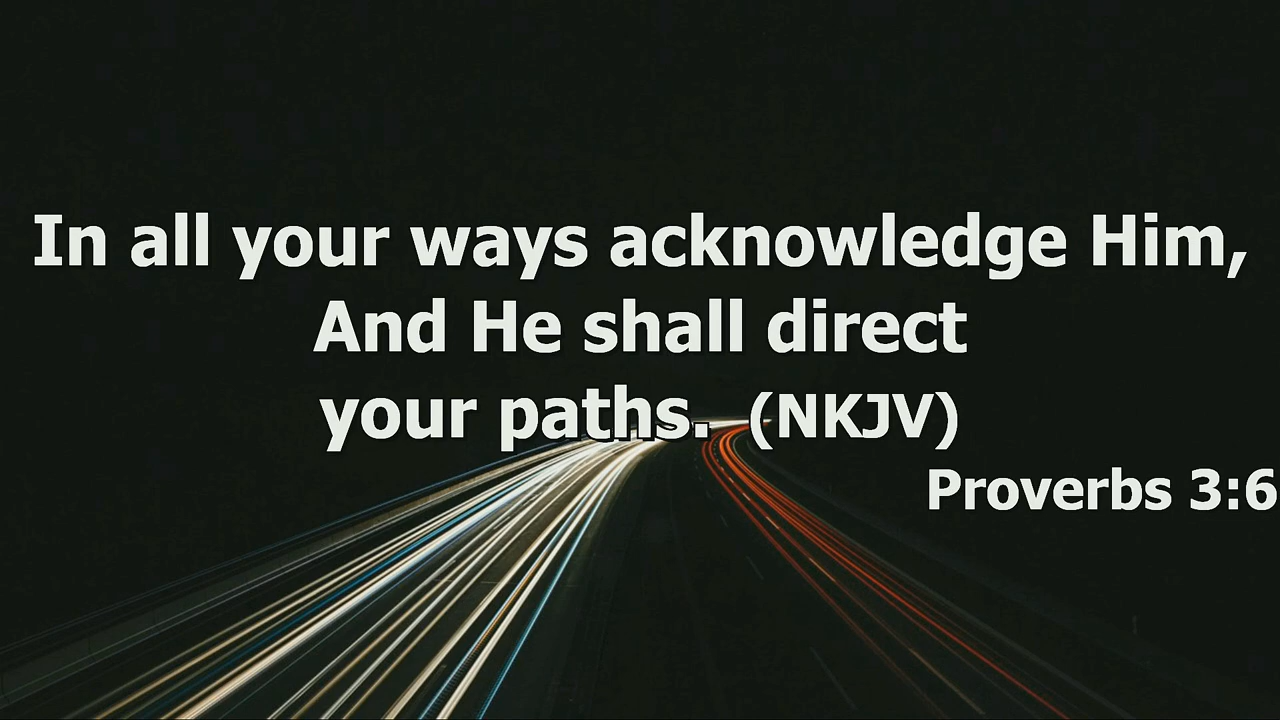 In all your ways acknowledge Him,
And He shall direct
your paths. (NKJV)
Proverbs 3:6